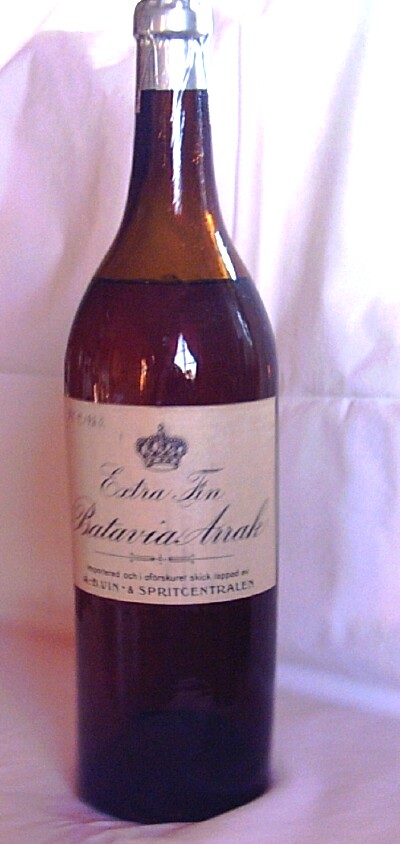 Extra Fin
Batavia Arrak
Importerad och i oförskuret skick tappad av
A.-B. VIN- & SPRITCENTRALEN